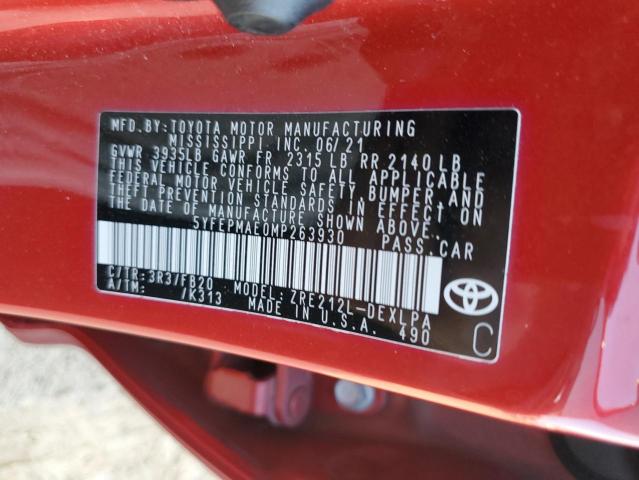 MFD.BY:TOYOTA MOTOR MANUFACTURING
MISSISSIPPI, INC. 06/21
GVWR 3935LB GAWR FR 2315 LB RR 2140 LB
THIS VEHICLE CONFORMS TO ALL APPLICABLE
FEDERAL MOTOR VEHICLE SAFETY, BUMPER, AND
THEFT PREVENTION STANDARDS IN EFFECT ON
THE DATE OF MANUFACTURE SHOWN ABOVE.
5YFEPMAE0MP263930 PASS.CAR
C/TR:3R3/FB20 MODEL:ZRE212L-DEXLPA
A/TM: /K313 MADE IN U.S.A. 490
C